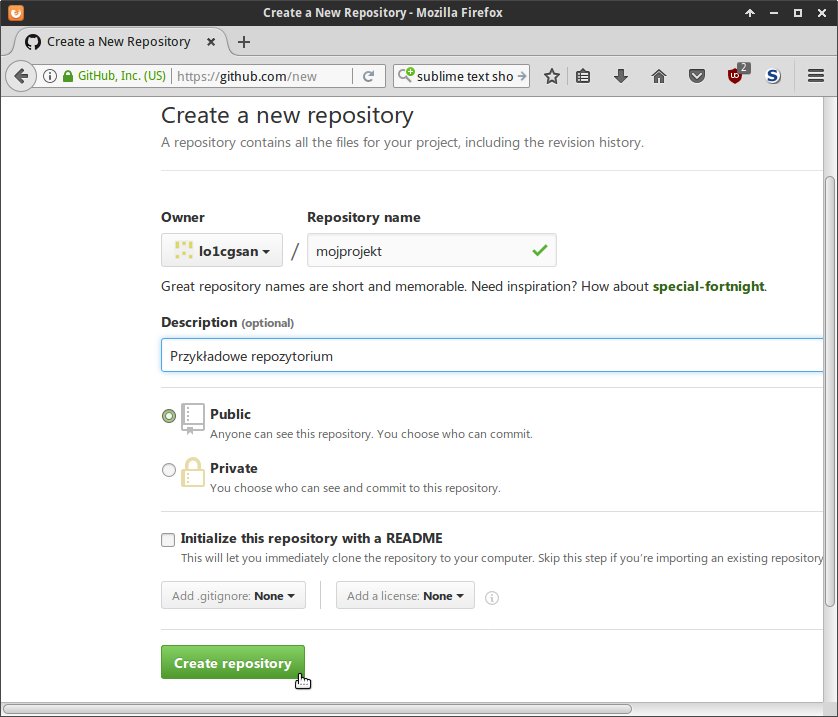 Create a New Repository - Mozilla Firefox
Create a New Repository
GitHub, Inc. (US) https://github.com/new sublime text sho 2
Create a new repository
A repository contains all the files for your project, including the revision history.
Owner Repository name
lo1cgsan / mojprojekt
Great repository names are short and memorable. Need inspiration? How about special-fortnight.
Description (optional)
Przykładowe repozytorium
Public
Anyone can see this repository. You choose who can commit.
Private
You choose who can see and commit to this repository.
Initialize this repository with a README
This will let you immediately clone the repository to your computer. Skip this step if you're importing an existing repository
Add .gitignore: None Add a license: None
Create repository